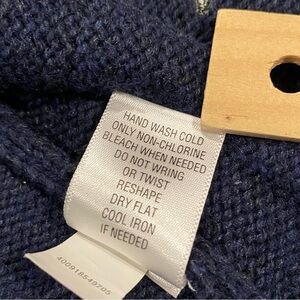 HAND WASH COLD
ONLY NON-CHLORINE
BLEACH WHEN NEEDED
DO NOT WRING
OR TWIST
RESHAPE
DRY FLAT
COOL IRON
IF NEEDED
400918549705